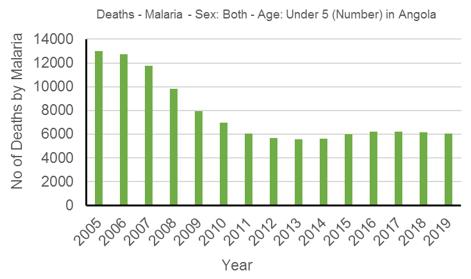 Deaths - Malaria - Sex: Both - Age: Under 5 (Number) in Angola
No of Deaths by Malaria
14000
12000
10000
8000
6000
4000
2000
0
2005 2006 2007 2008 2009 2010 2011 2012 2013 2014 2015 2016 2017 2018 2019
Year